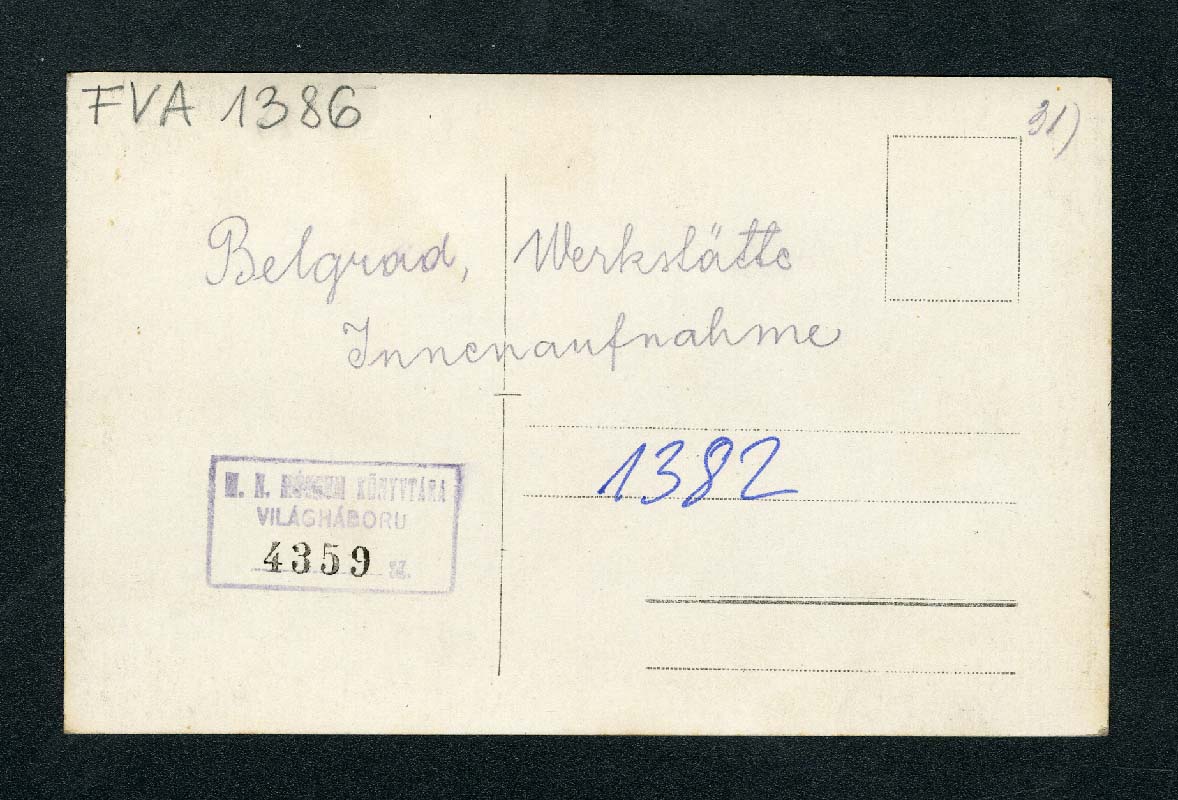 FVA 1386
31)
Belgrad, Werkstätte
Innenaufnahme
1382
M. N. MÚZEUM KÖNYVTÁRA
VILÁGHÁBORU
4359 sz.